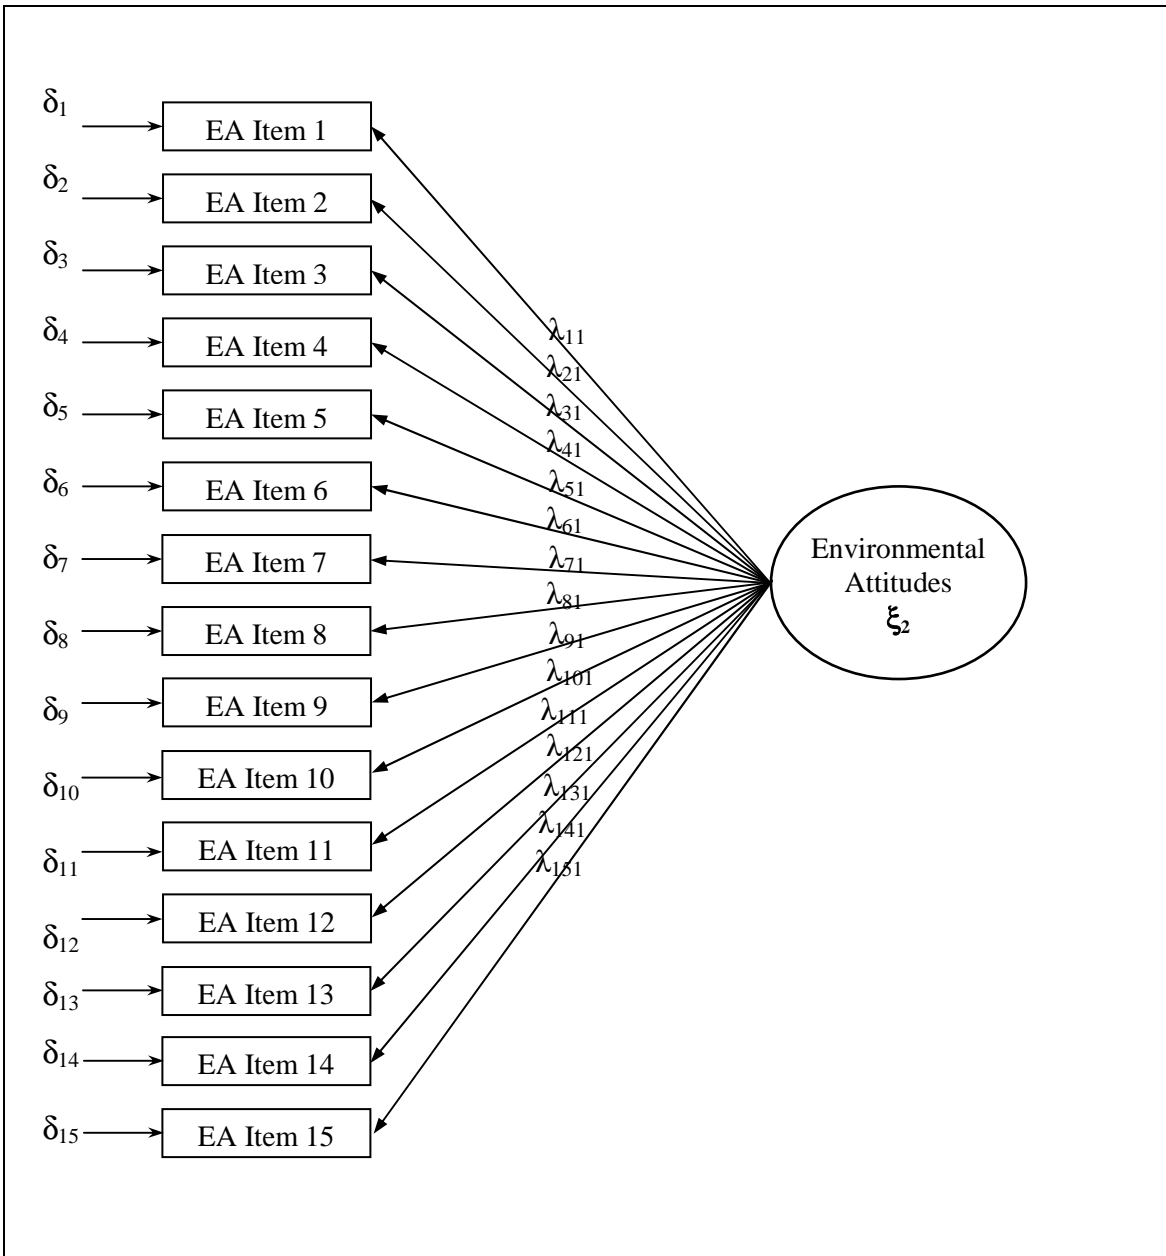 δ₁
EA Item 1
δ₂
EA Item 2
δ₃
EA Item 3
δ₄
EA Item 4
δ₅
EA Item 5
δ₆
EA Item 6
δ₇
EA Item 7
δ₈
EA Item 8
δ₉
EA Item 9
δ₁₀
EA Item 10
δ₁₁
EA Item 11
δ₁₂
EA Item 12
δ₁₃
EA Item 13
δ₁₄
EA Item 14
δ₁₅
EA Item 15
λ₁₁
λ₂₁
λ₃₁
λ₄₁
λ₅₁
λ₆₁
λ₇₁
λ₈₁
λ₉₁
λ₁₀₁
λ₁₁₁
λ₁₂₁
λ₁₃₁
λ₁₄₁
λ₁₅₁
Environmental
Attitudes
ξ₂